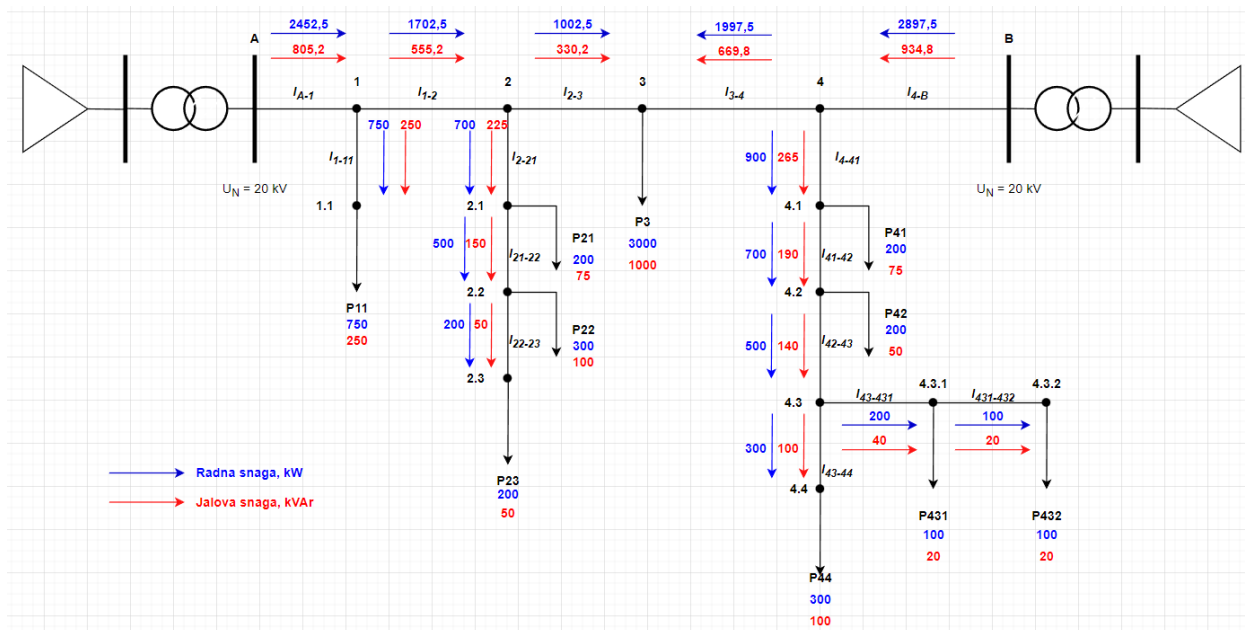 2452,5 1702,5 1002,5 1997,5 2897,5
A B
805,2 555,2 330,2 669,8 934,8
1 2 3 4
I_A-1 I_1-2 I_2-3 I_3-4 I_4-B
750 250 700 225
I_1-11 I_2-21 900 265 I_4-41
U_N = 20 kV U_N = 20 kV
1.1 2.1 4.1
P3
P21 P41
500 150 3000 200
I_21-22 200 700 190 I_41-42
75 1000 75
2.2 4.2
P11 P22 P42
750 200 50 300 200
250 I_22-23 100 500 140 I_42-43 50
2.3
4.3.1 4.3.2
4.3 I_43-431 I_431-432
200 100
40 20
300 100
Radna snaga, kW I_43-44
P23 4.4
200
Jalova snaga, kVAr
50
P431 P432
100 100
20 20
P44
300
100